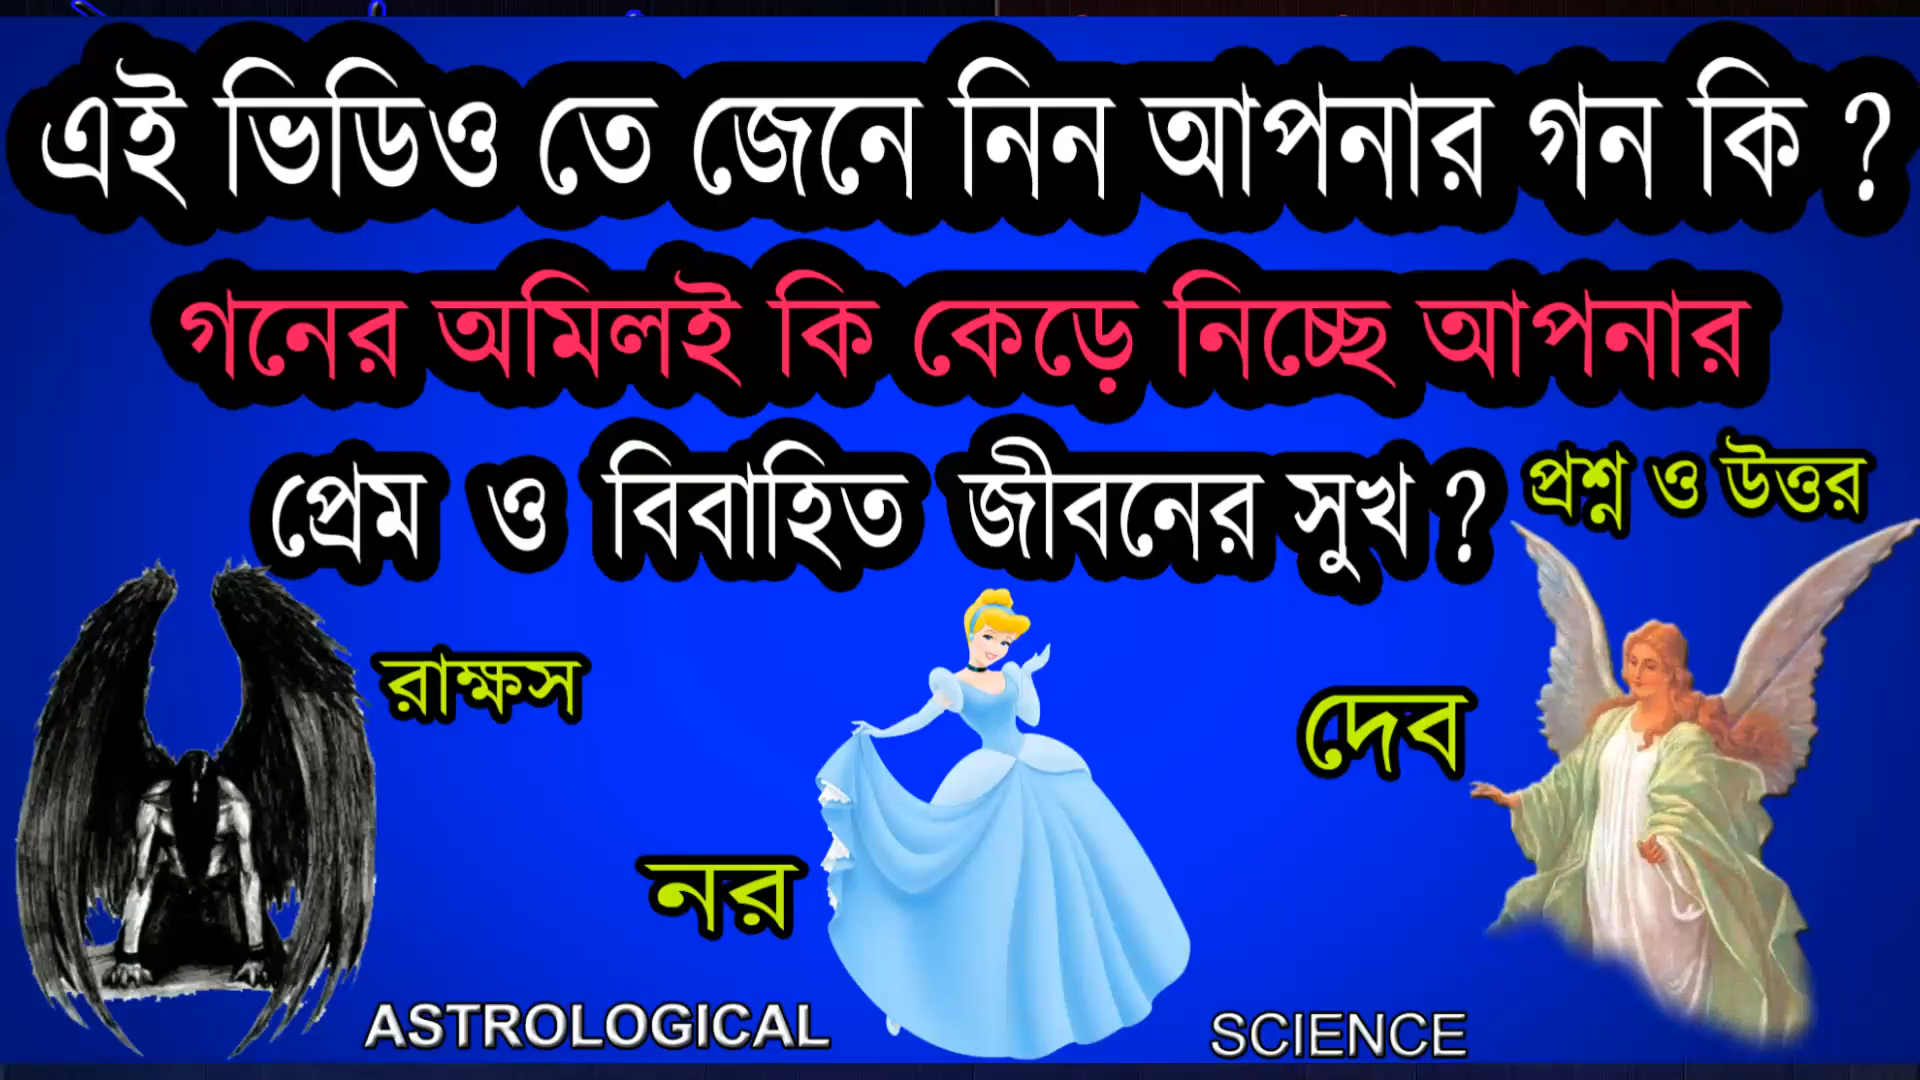 এই ভিডিও তে জেনে নিন আপনার গন কি ?
গনের অমিলই কি কেড়ে নিচ্ছে আপনার
প্রেম ও বিবাহিত জীবনের সুখ ?
প্রশ্ন ও উত্তর
রাক্ষস
দেব
নর
ASTROLOGICAL
SCIENCE